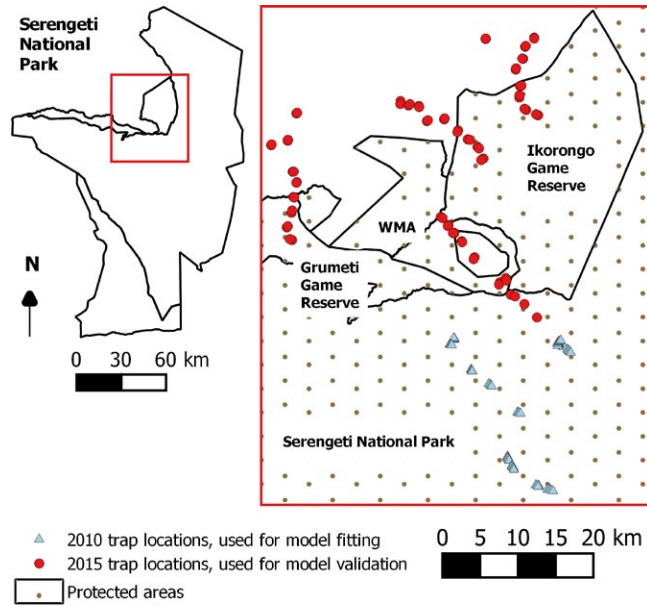 Serengeti
National
Park
N
0 30 60 km
Ikorongo
Game
Reserve
WMA
Grumeti
Game
Reserve
Serengeti National Park
2010 trap locations, used for model fitting
2015 trap locations, used for model validation
Protected areas
0 5 10 15 20 km